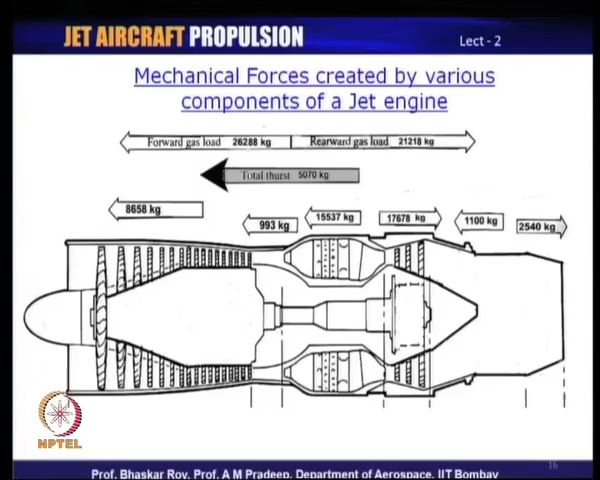 JET AIRCRAFT PROPULSION
Lect - 2
Mechanical Forces created by various
components of a Jet engine
Forward gas load 26288 kg
Rearward gas load 21218 kg
Total thurst 5070 kg
8658 kg
993 kg
15537 kg
17678 kg
1100 kg
2540 kg
NPTEL
16
Prof. Bhaskar Roy, Prof. A M Pradeep, Department of Aerospace, IIT Bombay